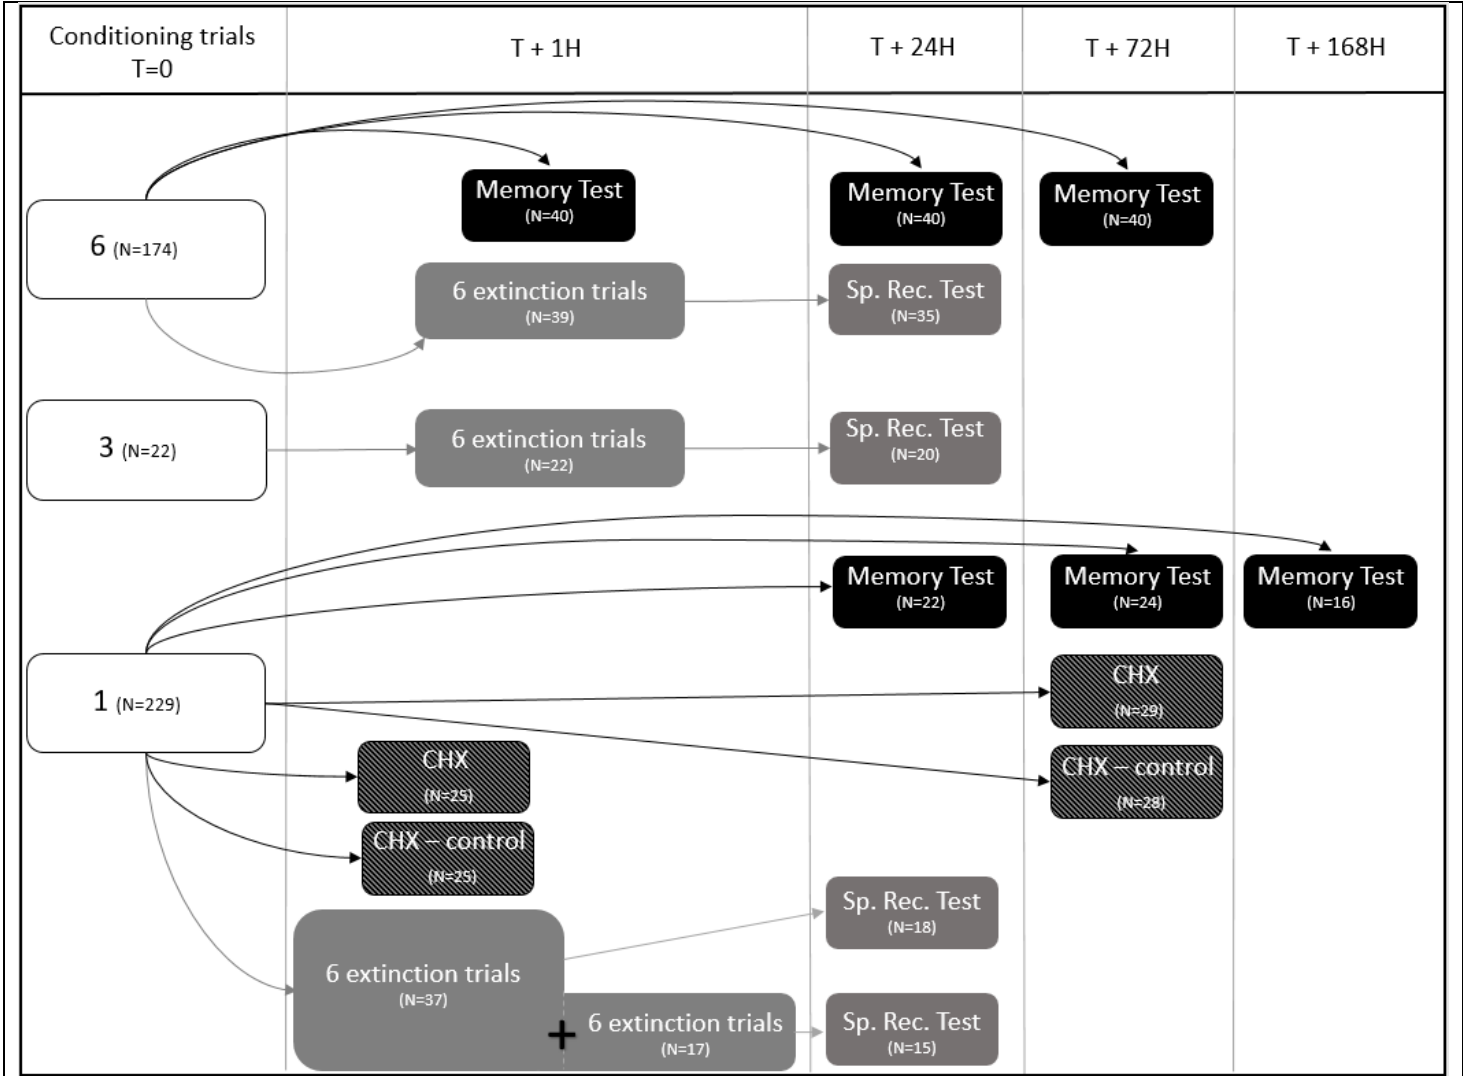 Conditioning trials
T=0
T + 1H
T + 24H
T + 72H
T + 168H
Memory Test
(N=40)
Memory Test
(N=40)
Memory Test
(N=40)
6 (N=174)
6 extinction trials
(N=39)
Sp. Rec. Test
(N=35)
3 (N=22)
6 extinction trials
(N=22)
Sp. Rec. Test
(N=20)
Memory Test
(N=22)
Memory Test
(N=24)
Memory Test
(N=16)
1 (N=229)
CHX
(N=29)
CHX – control
(N=28)
CHX
(N=25)
CHX – control
(N=25)
6 extinction trials
(N=37)
Sp. Rec. Test
(N=18)
+
6 extinction trials
(N=17)
Sp. Rec. Test
(N=15)